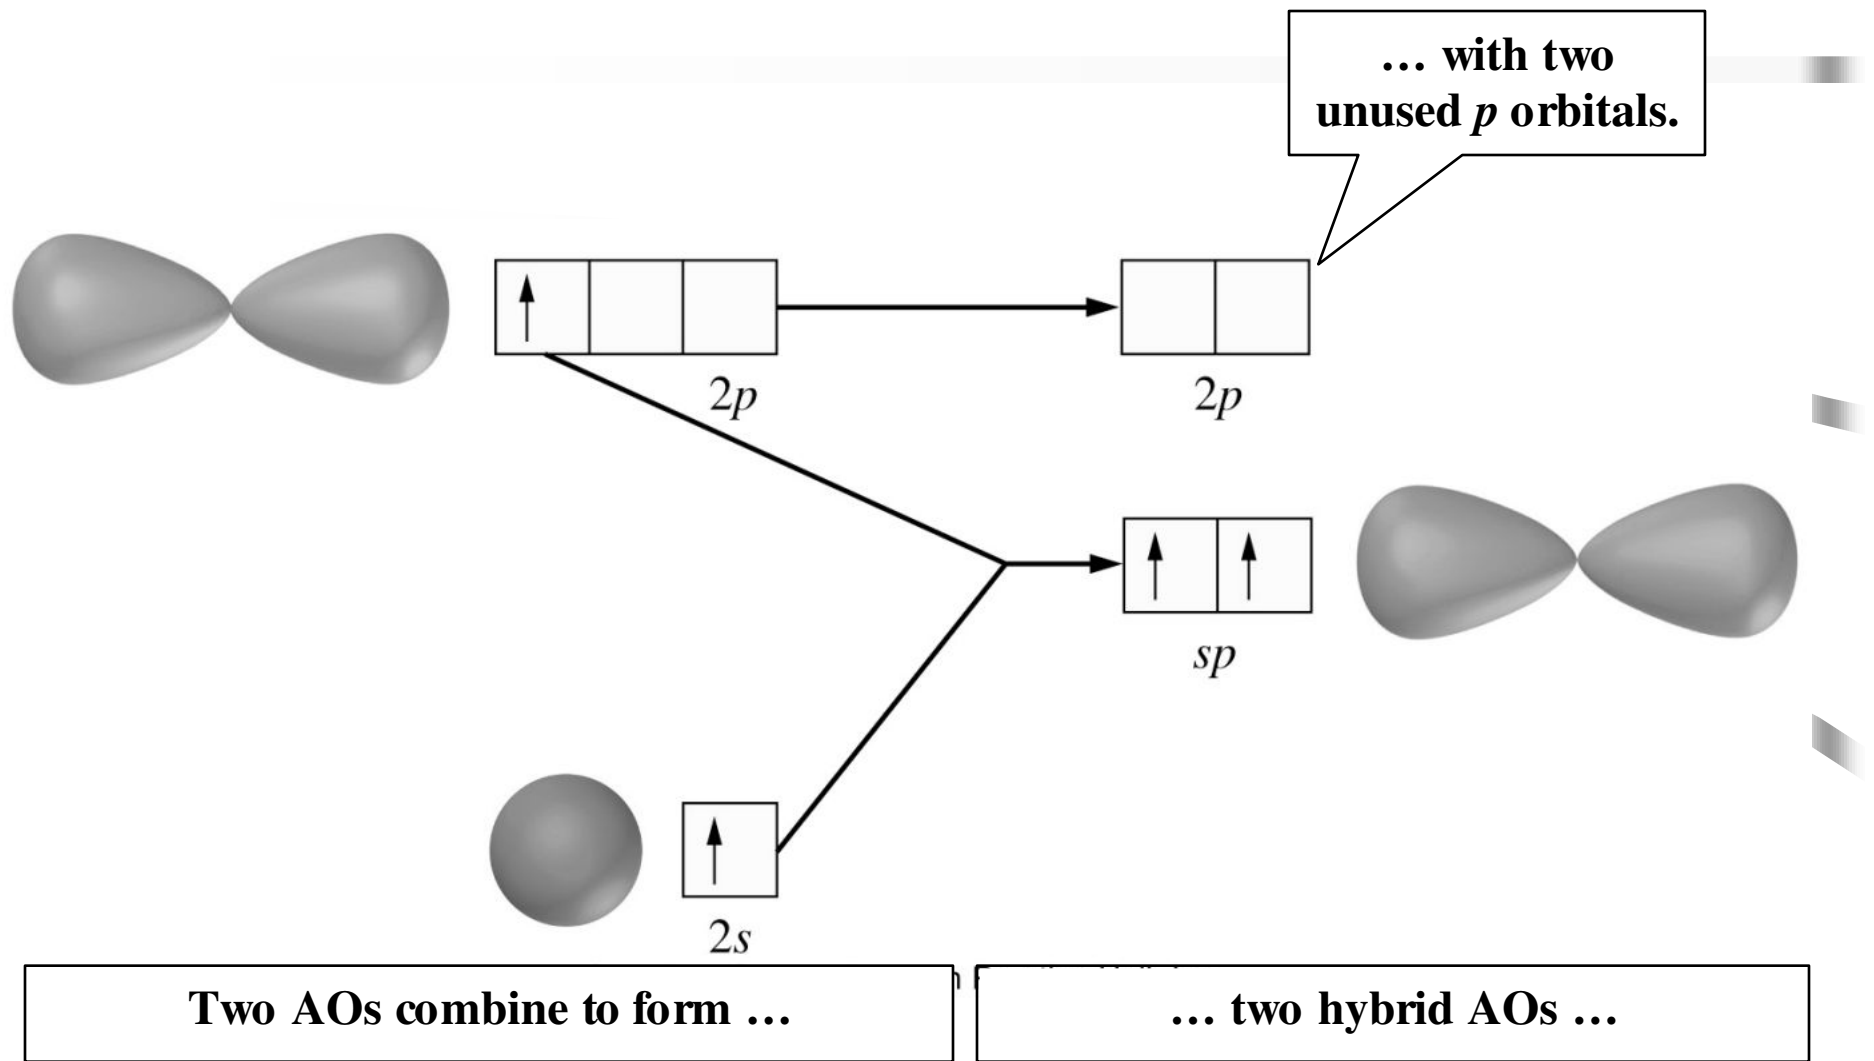 … with two
unused p orbitals.
2p
2p
sp
2s
Two AOs combine to form …
… two hybrid AOs …